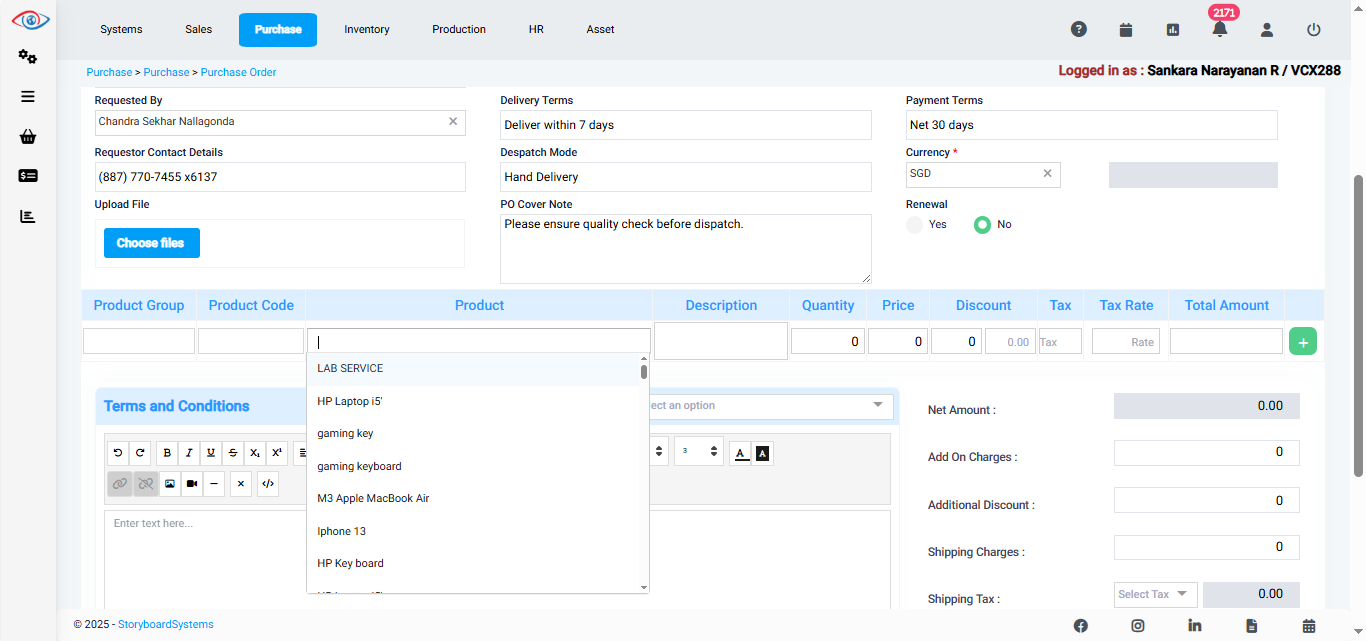 2171
Systems Sales Purchase Inventory Production HR Asset
Purchase > Purchase > Purchase Order
Logged in as : Sankara Narayanan R / VCX288
Requested By
Chandra Sekhar Nallagonda
Delivery Terms
Deliver within 7 days
Payment Terms
Net 30 days
Requestor Contact Details
(887) 770-7455 x6137
Despatch Mode
Hand Delivery
Currency *
SGD
Upload File
Choose files
PO Cover Note
Please ensure quality check before dispatch.
Renewal
Yes No
Product Group Product Code Product Description Quantity Price Discount Tax Tax Rate Total Amount
0 0 0 0.00 Tax Rate +
LAB SERVICE
HP Laptop i5'
gaming key
gaming keyboard
M3 Apple MacBook Air
Iphone 13
HP Key board
Terms and Conditions
ect an option
3
Enter text here...
Net Amount : 0.00
Add On Charges : 0
Additional Discount : 0
Shipping Charges : 0
Shipping Tax : Select Tax 0.00
© 2025 - StoryboardSystems